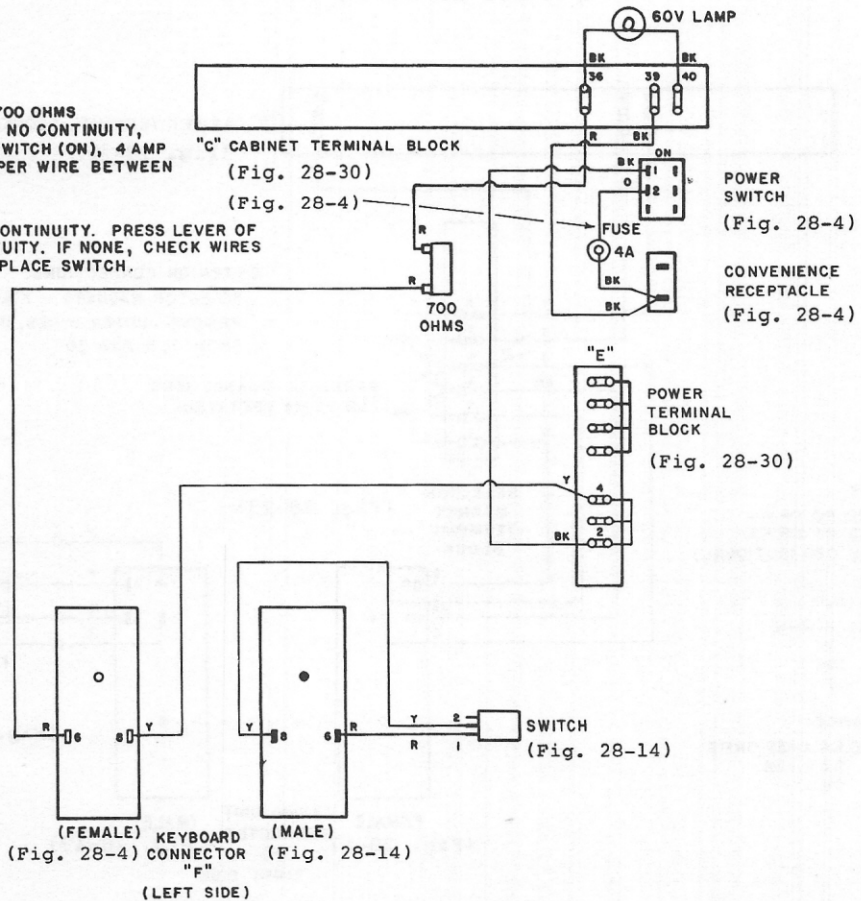 60V LAMP
BK BK
36 39 40
700 OHMS
NO CONTINUITY,
SWITCH (ON), 4 AMP
PER WIRE BETWEEN
"C" CABINET TERMINAL BLOCK
R BK
(Fig. 28-30)
(Fig. 28-4)
ON
BK 1
O 2
POWER
SWITCH
(Fig. 28-4)
CONTINUITY. PRESS LEVER OF
UITY. IF NONE, CHECK WIRES
PLACE SWITCH.
R
R
700
OHMS
FUSE
4A
BK
BK
CONVENIENCE
RECEPTACLE
(Fig. 28-4)
"E"
POWER
TERMINAL
BLOCK
(Fig. 28-30)
Y 4
2
BK
R 6 8 Y
Y 8 6 R
Y 2
R 1
SWITCH
(Fig. 28-14)
(FEMALE)
(Fig. 28-4)
KEYBOARD
CONNECTOR
"F"
(LEFT SIDE)
(MALE)
(Fig. 28-14)